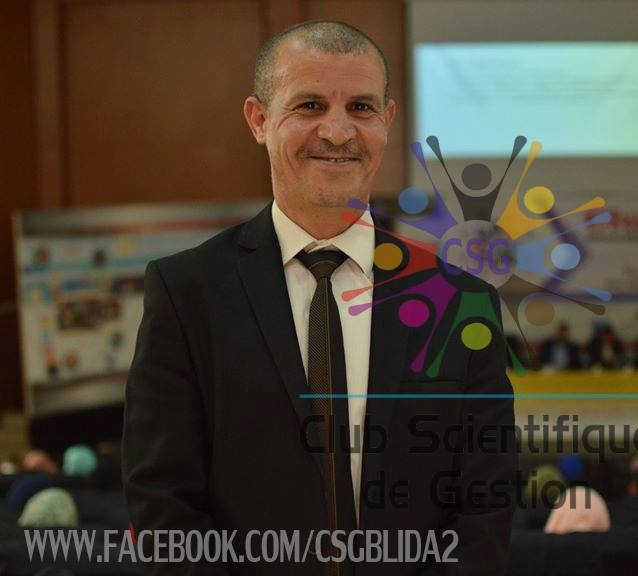 CSG
Club Scientifique
de Gestion
WWW.FACEBOOK.COM/CSGBLIDA2